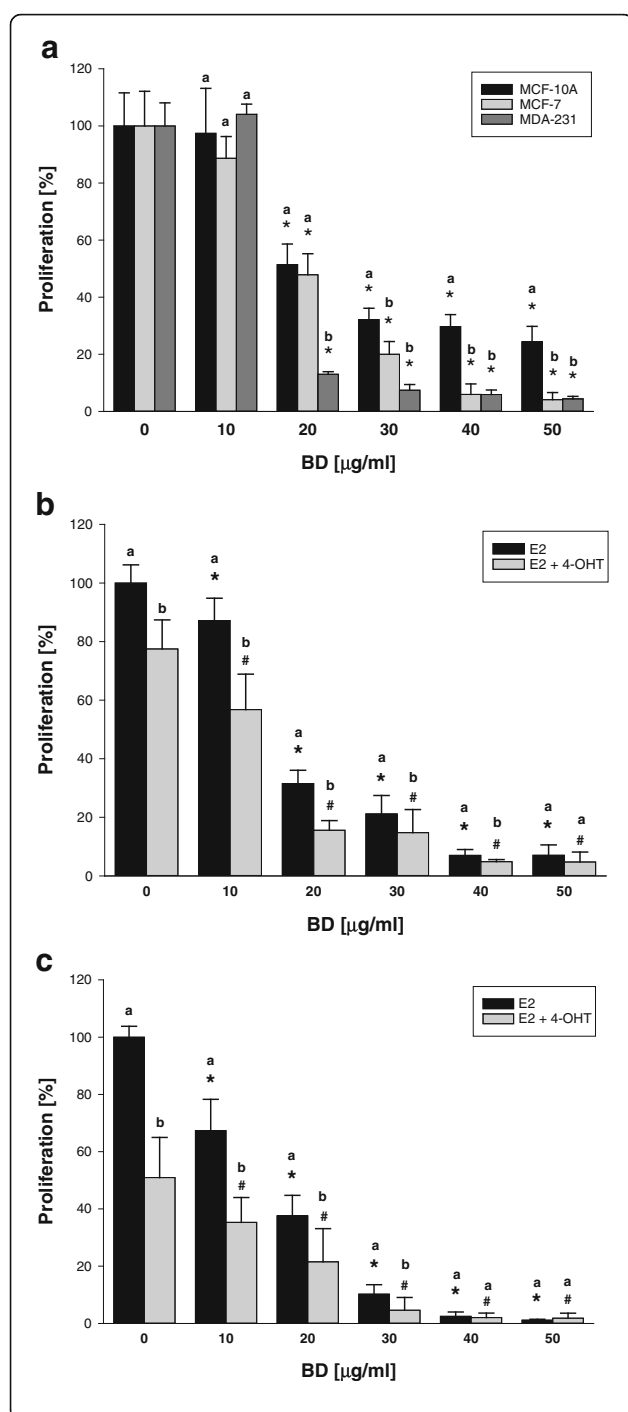 a
120
100
80
60
40
20
0
Proliferation [%]
MCF-10A
MCF-7
MDA-231
a a a
a a b
* * *
a b b
* * *
a b b
* * *
a b b
* * *
0 10 20 30 40 50
BD [µg/ml]
b
120
100
80
60
40
20
0
Proliferation [%]
E2
E2 + 4-OHT
a b
a b
* #
a b
* #
a b
* #
a b
* #
a a
* #
0 10 20 30 40 50
BD [µg/ml]
c
120
100
80
60
40
20
0
Proliferation [%]
E2
E2 + 4-OHT
a b
a b
* #
a b
* #
a b
* #
a a
* #
a a
* #
0 10 20 30 40 50
BD [µg/ml]